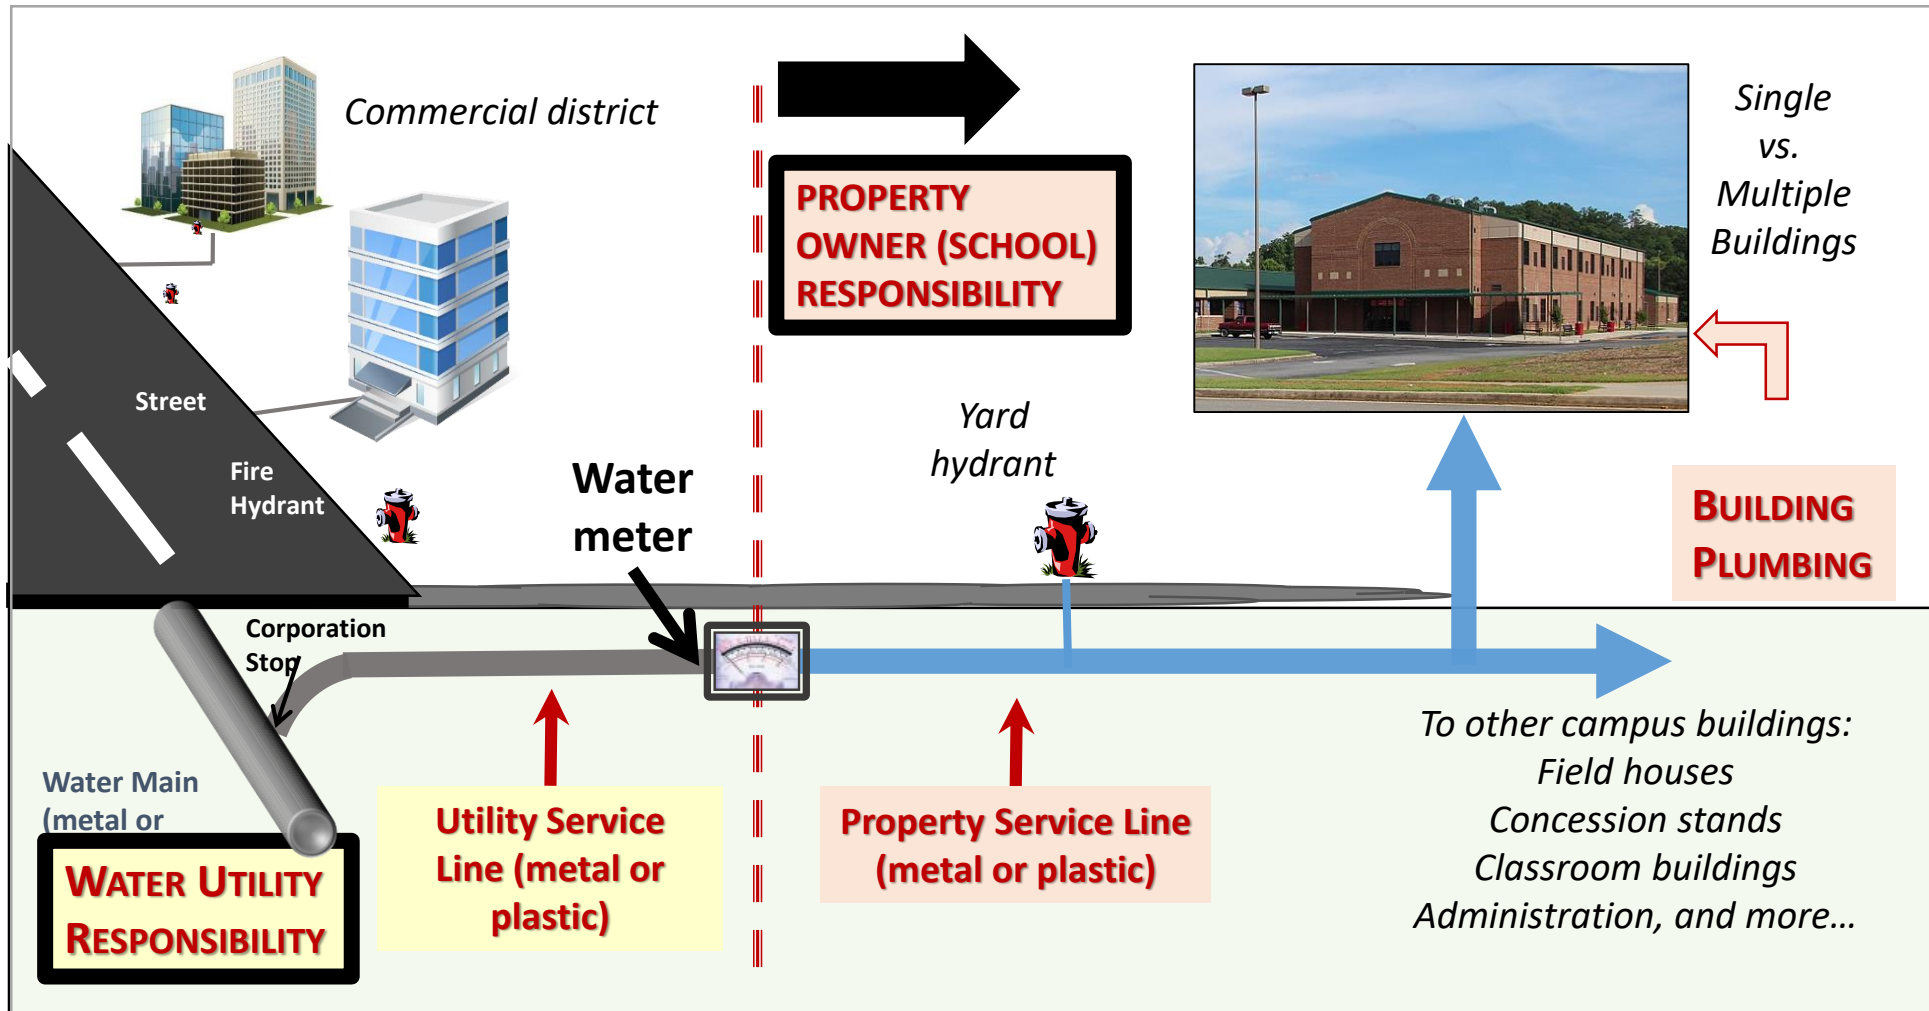 Commercial district
PROPERTY
OWNER (SCHOOL)
RESPONSIBILITY
Single
vs.
Multiple
Buildings
Street
Fire
Hydrant
Water
meter
Yard
hydrant
BUILDING
PLUMBING
Corporation
Stop
Water Main
(metal or
WATER UTILITY
RESPONSIBILITY
Utility Service
Line (metal or
plastic)
Property Service Line
(metal or plastic)
To other campus buildings:
Field houses
Concession stands
Classroom buildings
Administration, and more...